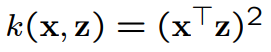 k(𝐱, 𝐳) = (𝐱⊤𝐳)²